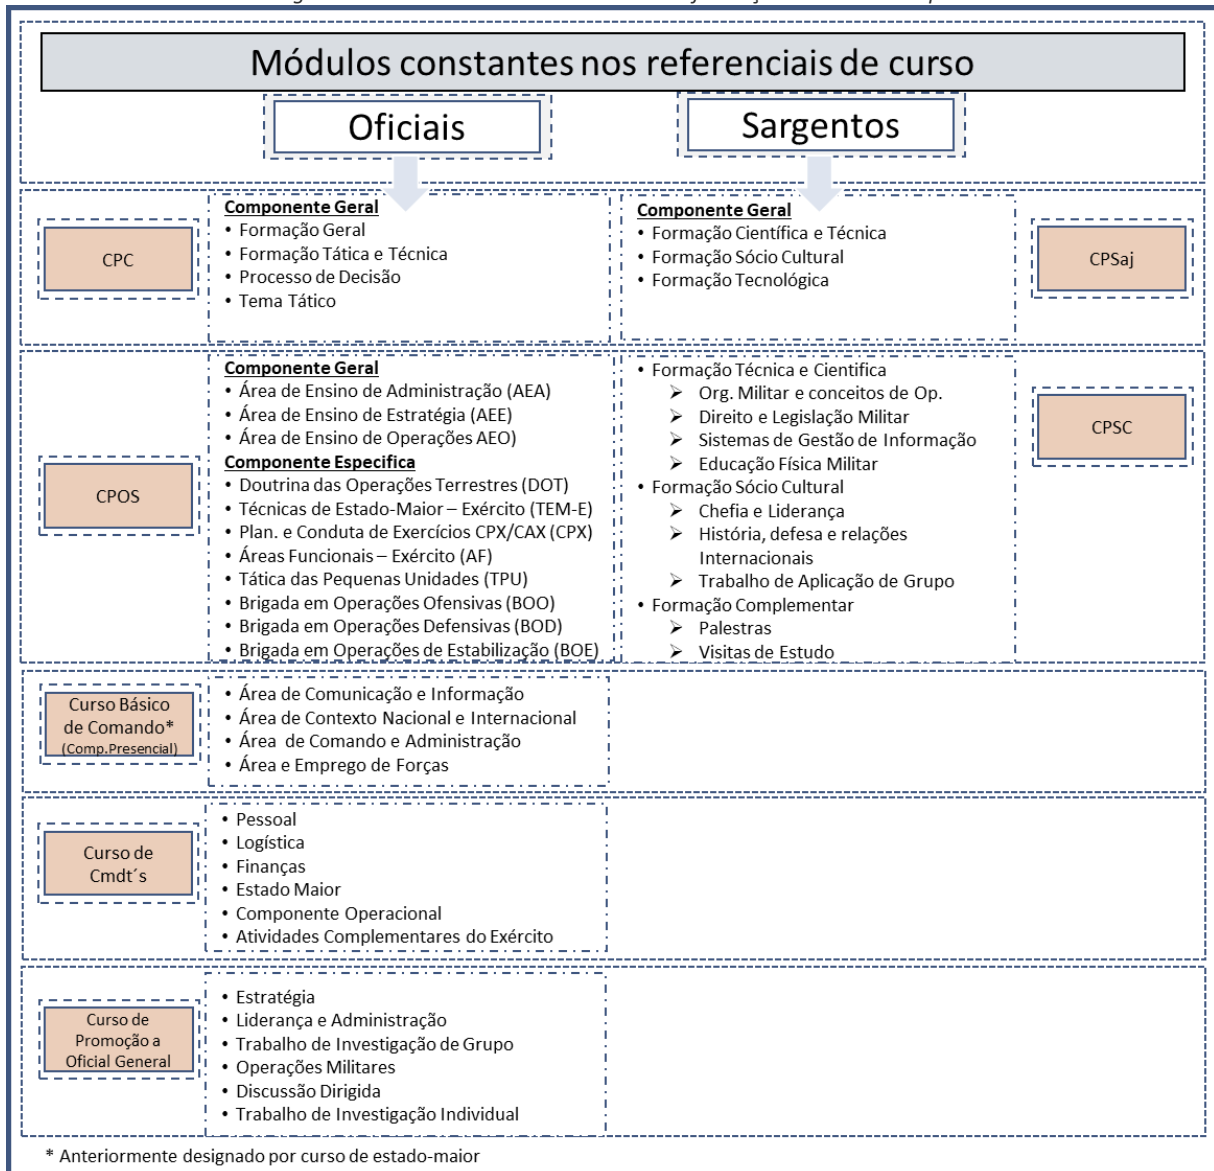 Módulos constantes nos referenciais de curso
Oficiais
Sargentos
CPC
Componente Geral
• Formação Geral
• Formação Tática e Técnica
• Processo de Decisão
• Tema Tático
Componente Geral
• Formação Científica e Técnica
• Formação Sócio Cultural
• Formação Tecnológica
CPSaj
CPOS
Componente Geral
• Área de Ensino de Administração (AEA)
• Área de Ensino de Estratégia (AEE)
• Área de Ensino de Operações AEO)
Componente Especifica
• Doutrina das Operações Terrestres (DOT)
• Técnicas de Estado-Maior – Exército (TEM-E)
• Plan. e Conduta de Exercícios CPX/CAX (CPX)
• Áreas Funcionais – Exército (AF)
• Tática das Pequenas Unidades (TPU)
• Brigada em Operações Ofensivas (BOO)
• Brigada em Operações Defensivas (BOD)
• Brigada em Operações de Estabilização (BOE)
• Formação Técnica e Cientifica
➢ Org. Militar e conceitos de Op.
➢ Direito e Legislação Militar
➢ Sistemas de Gestão de Informação
➢ Educação Física Militar
• Formação Sócio Cultural
➢ Chefia e Liderança
➢ História, defesa e relações
Internacionais
➢ Trabalho de Aplicação de Grupo
• Formação Complementar
➢ Palestras
➢ Visitas de Estudo
CPSC
Curso Básico
de Comando*
(Comp.Presencial)
• Área de Comunicação e Informação
• Área de Contexto Nacional e Internacional
• Área de Comando e Administração
• Área e Emprego de Forças
Curso de
Cmdt´s
• Pessoal
• Logística
• Finanças
• Estado Maior
• Componente Operacional
• Atividades Complementares do Exército
Curso de
Promoção a
Oficial General
• Estratégia
• Liderança e Administração
• Trabalho de Investigação de Grupo
• Operações Militares
• Discussão Dirigida
• Trabalho de Investigação Individual
* Anteriormente designado por curso de estado-maior